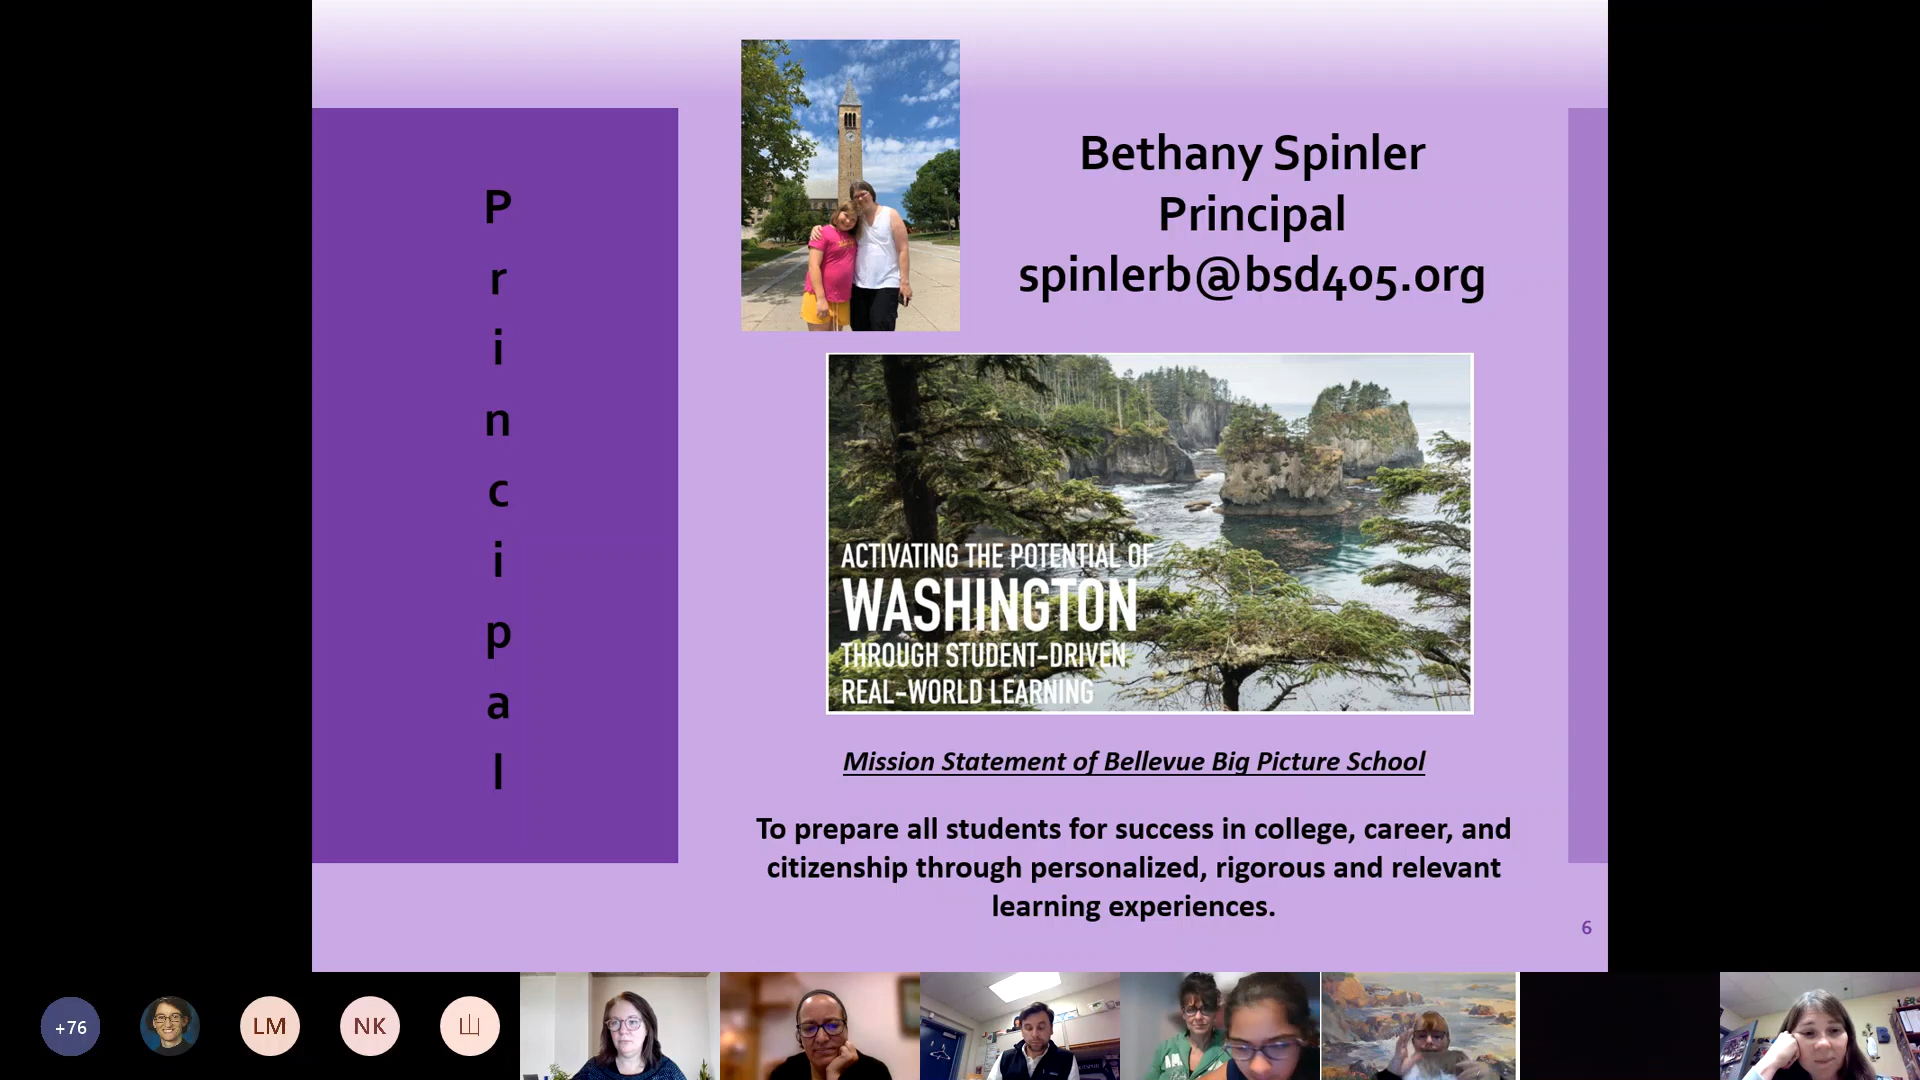 P
r
i
n
c
i
p
a
l
Bethany Spinler
Principal
spinlerb@bsd405.org
ACTIVATING THE POTENTIAL OF
WASHINGTON
THROUGH STUDENT-DRIVEN
REAL-WORLD LEARNING
Mission Statement of Bellevue Big Picture School
To prepare all students for success in college, career, and
citizenship through personalized, rigorous and relevant
learning experiences.
6
+76
LM
NK
Ш